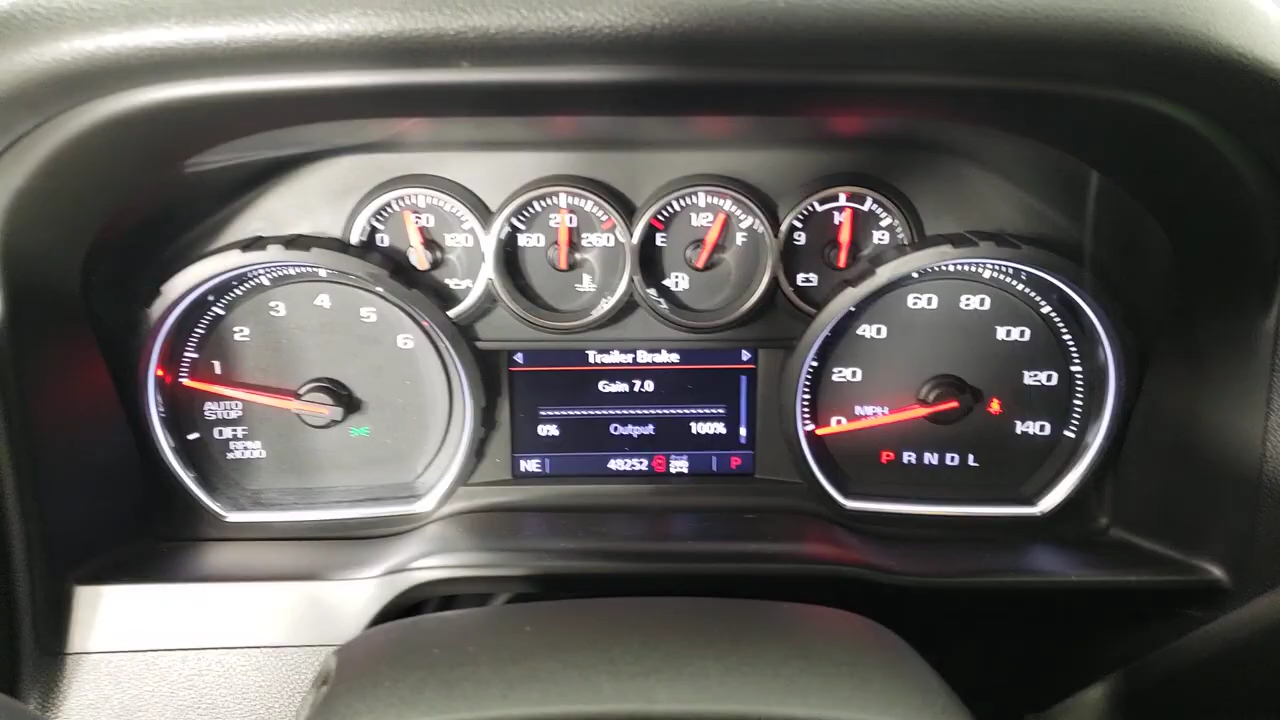 0 60 120
160 210 260
E 1/2 F
9 14 19
1 2 3 4 5 6
AUTO
STOP
OFF
RPM
x1000
Trailer Brake
Gain 7.0
0% Output 100%
NE 48252 P
0 20 40 60 80 100 120 140
MPH
P R N D L